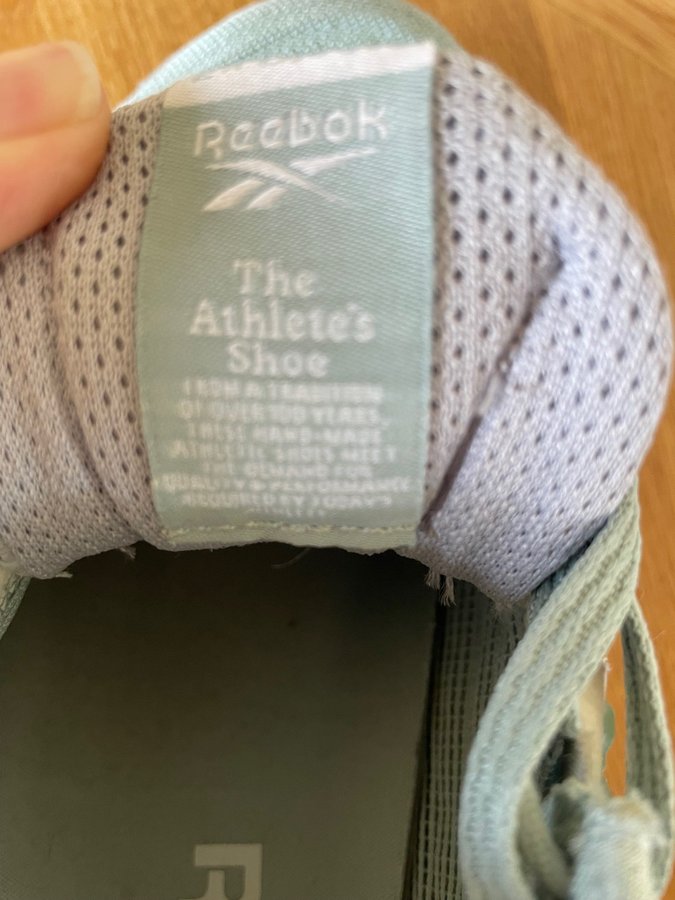 Reebok
The
Athlete's
Shoe
FROM A TRADITION
OF OVER 100 YEARS,
THESE HAND-MADE
ATHLETIC SHOES MEET
THE DEMAND FOR
QUALITY & PERFORMANCE
REQUIRED BY TODAY'S
ATHLETE
R